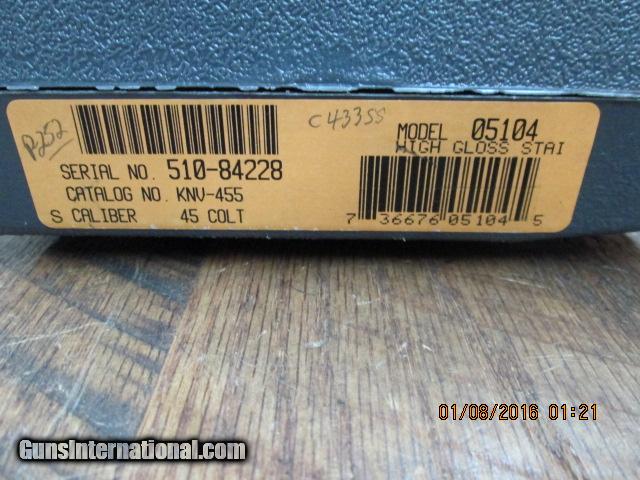 P252
C433SS
MODEL 05104
HIGH GLOSS STAI
SERIAL NO. 510-84228
CATALOG NO. KNV-455
S CALIBER 45 COLT
7 36676 05104 5
01/08/2016 01:21
GunsInternational.com